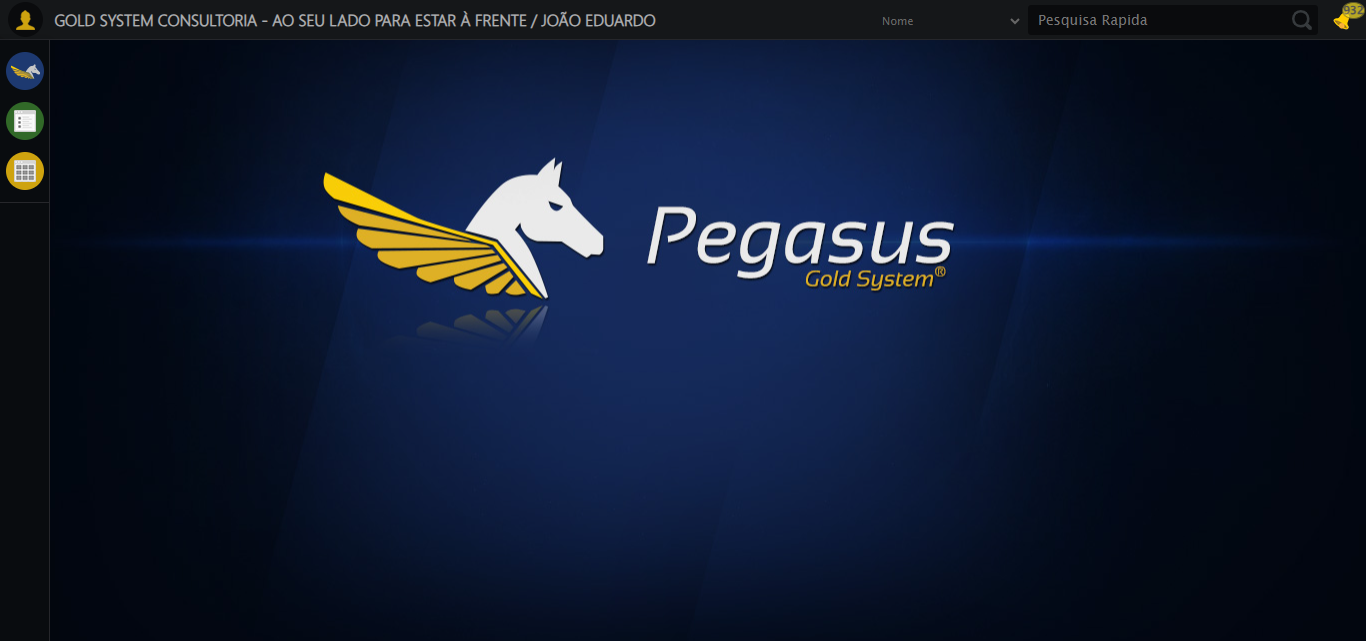 GOLD SYSTEM CONSULTORIA - AO SEU LADO PARA ESTAR À FRENTE / JOÃO EDUARDO
Nome
Pesquisa Rapida
932
Pegasus
Gold System®